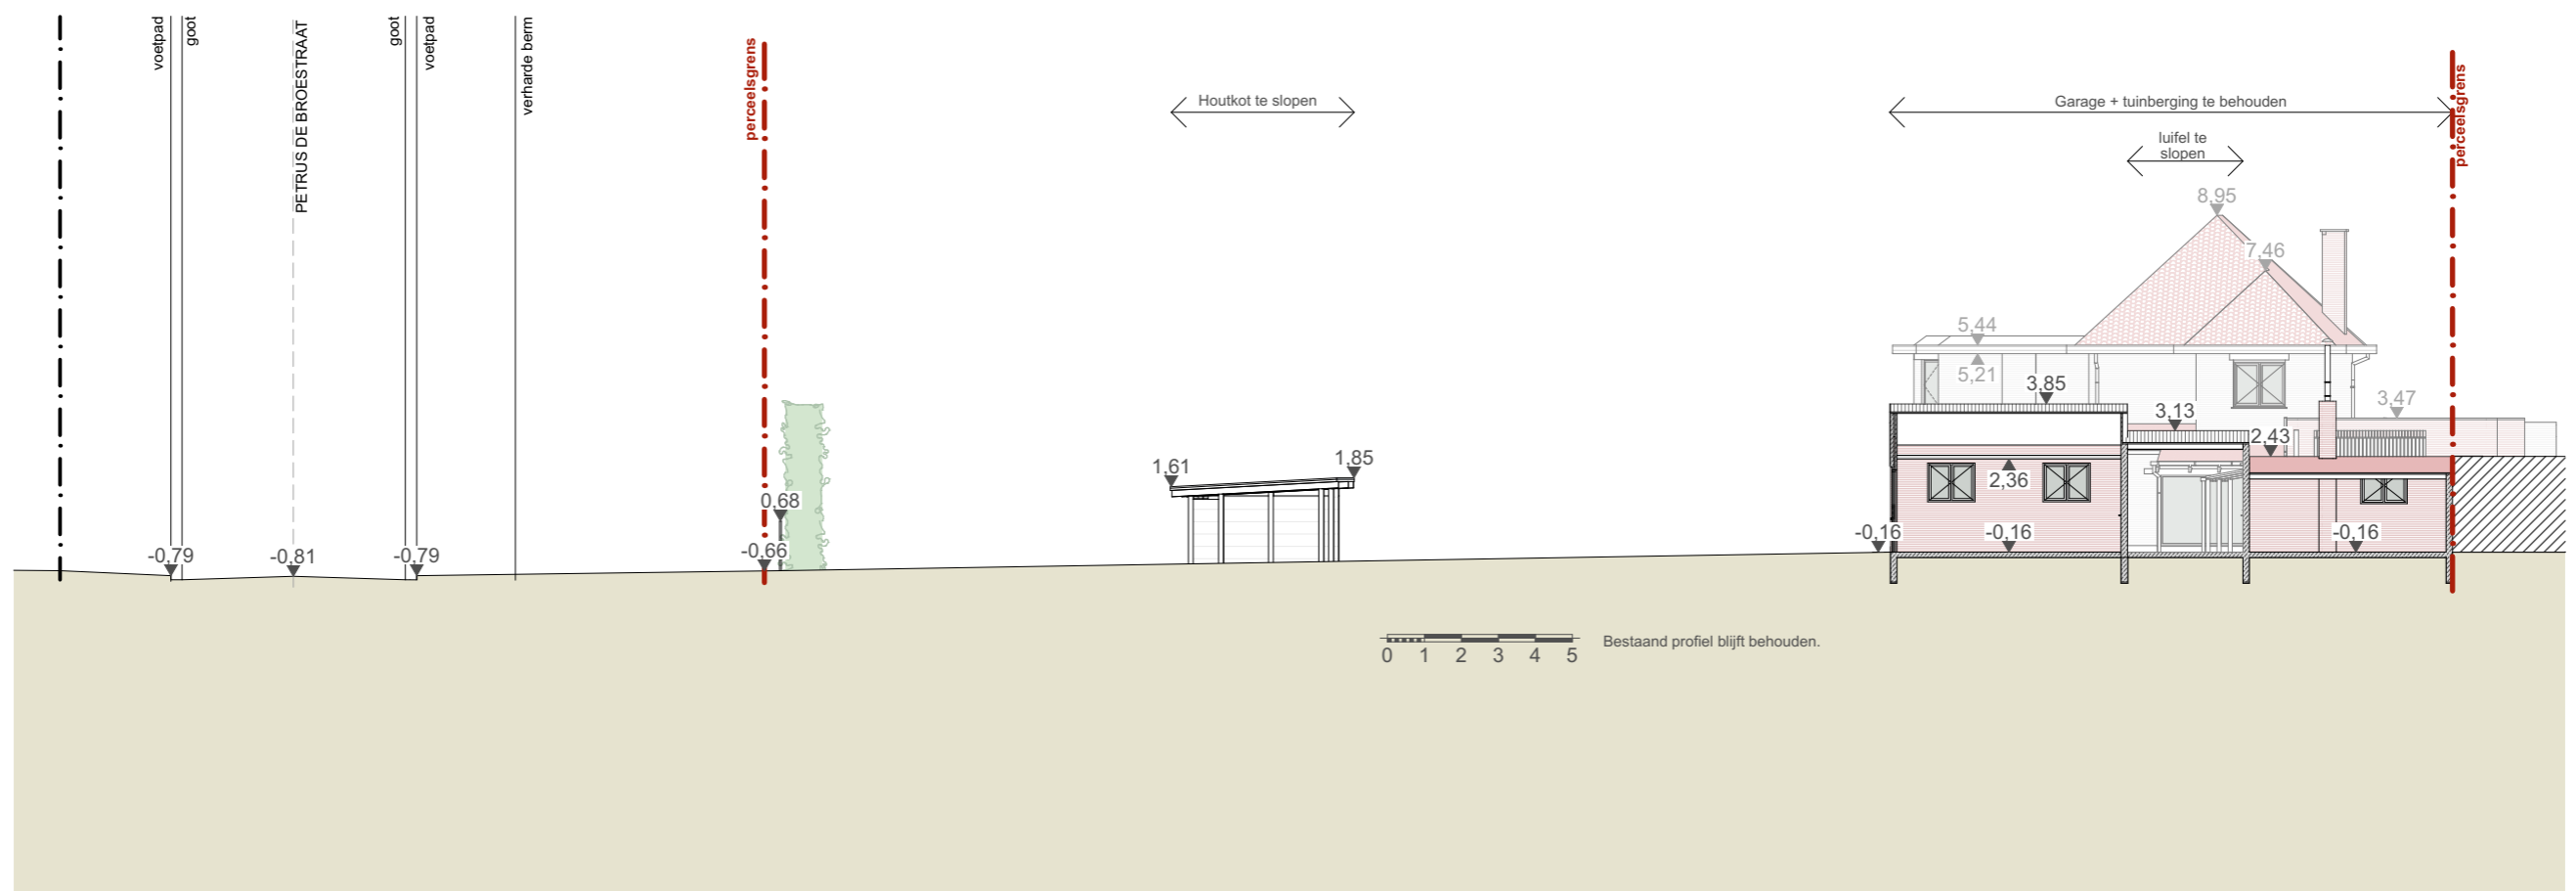 voetpad
goot
PETRUS DE BROESTRAAT
goot
voetpad
verharde berm
perceelsgrens
Houtkot te slopen
Garage + tuinberging te behouden
perceelsgrens
luifel te
slopen
8,95
7,46
5,44
5,21
3,85
3,47
3,13
2,43
1,61
1,85
2,36
0,68
-0,16
-0,16
-0,16
-0,79
-0,81
-0,79
-0,66
0 1 2 3 4 5
Bestaand profiel blijft behouden.